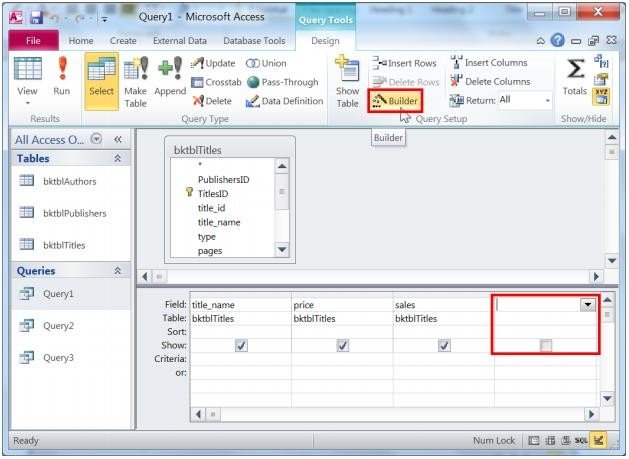 Query1 - Microsoft Access
Query Tools
File Home Create External Data Database Tools Design
View
Run
Results
Select
Make Table
Append
Update
Crosstab
Delete
Union
Pass-Through
Data Definition
Query Type
Show Table
Insert Rows
Delete Rows
Builder
Insert Columns
Delete Columns
Return: All
Query Setup
Totals
XYZ
Show/Hide
Builder
All Access O...
Tables
bktblAuthors
bktblPublishers
bktblTitles
Queries
Query1
Query2
Query3
bktblTitles
*
PublishersID
TitlesID
title_id
title_name
type
pages
Field: title_name price sales
Table: bktblTitles bktblTitles bktblTitles
Sort:
Show:
Criteria:
or:
Ready
Num Lock
SQL